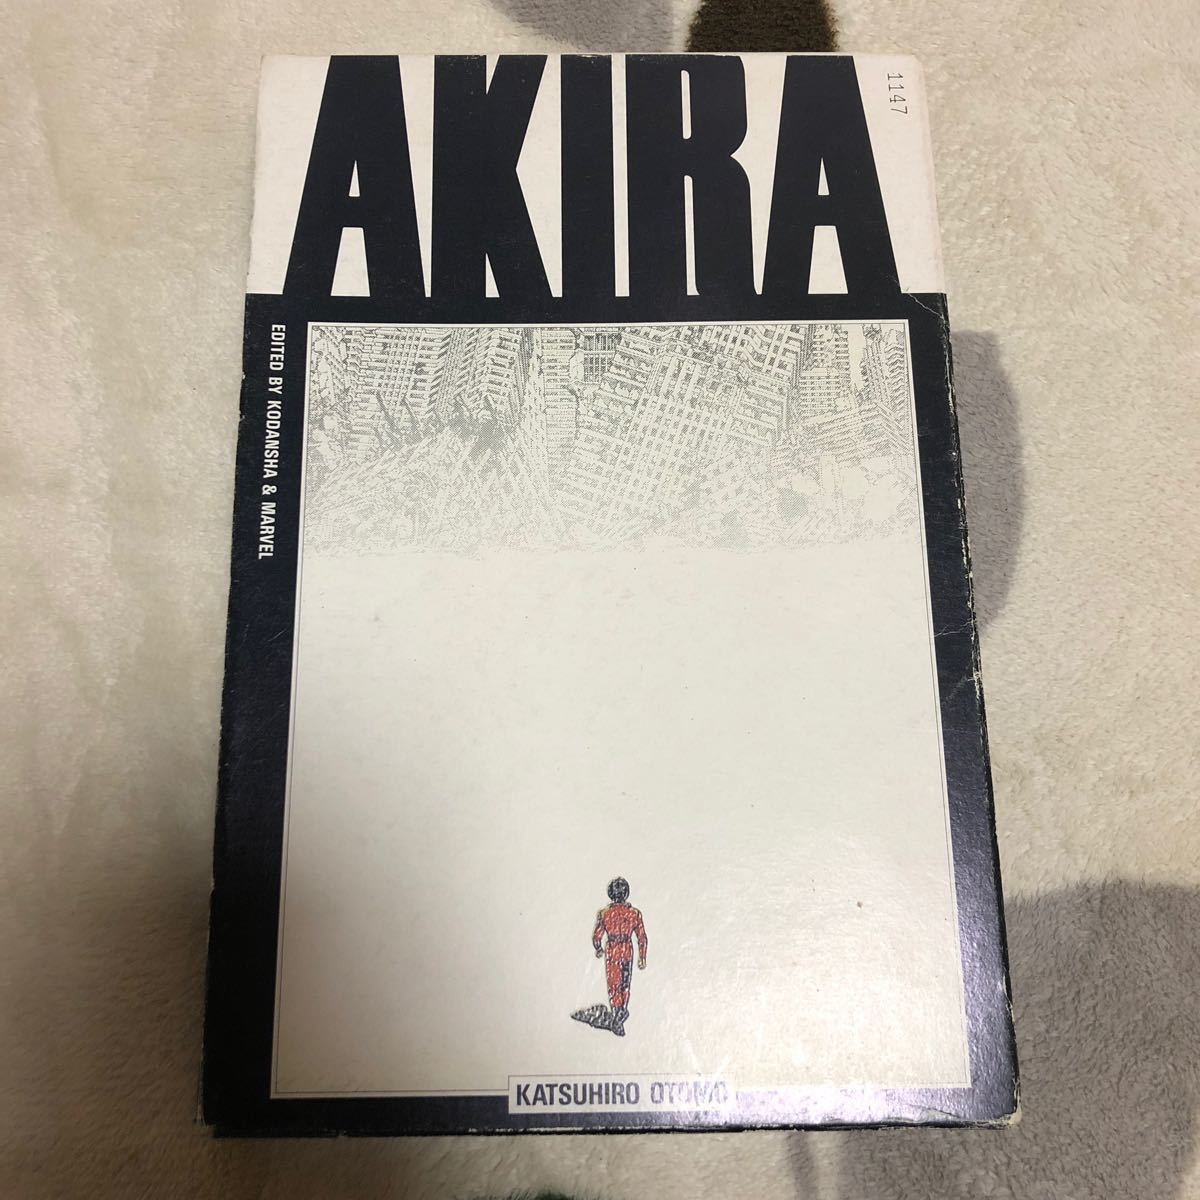 AKIRA
1147
EDITED BY KODANSHA & MARVEL
KATSUHIRO OTOMO